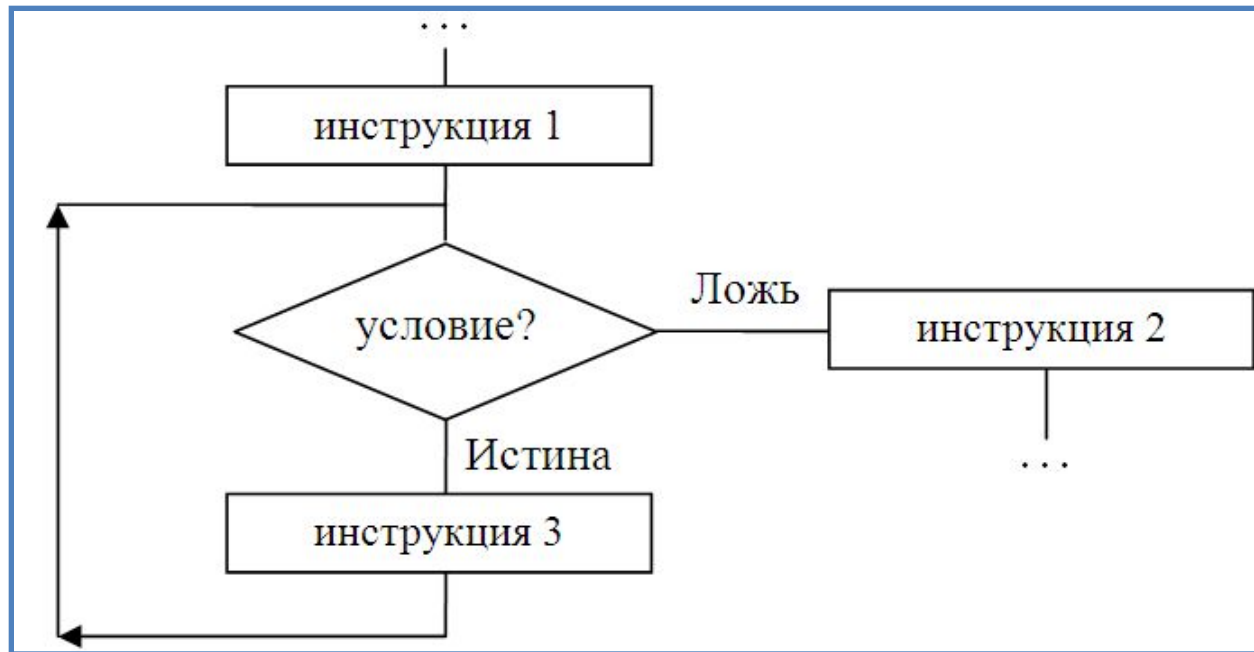 ...
инструкция 1
условие?
Ложь
инструкция 2
...
Истина
инструкция 3